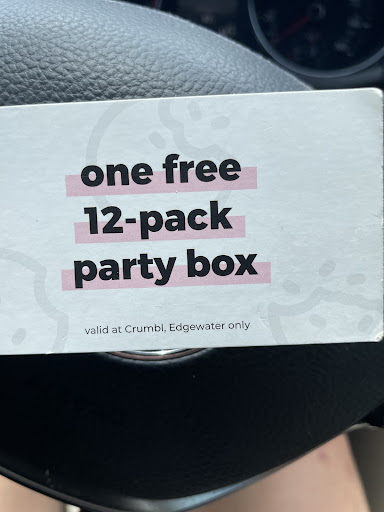 one free
12-pack
party box
valid at Crumbl, Edgewater only